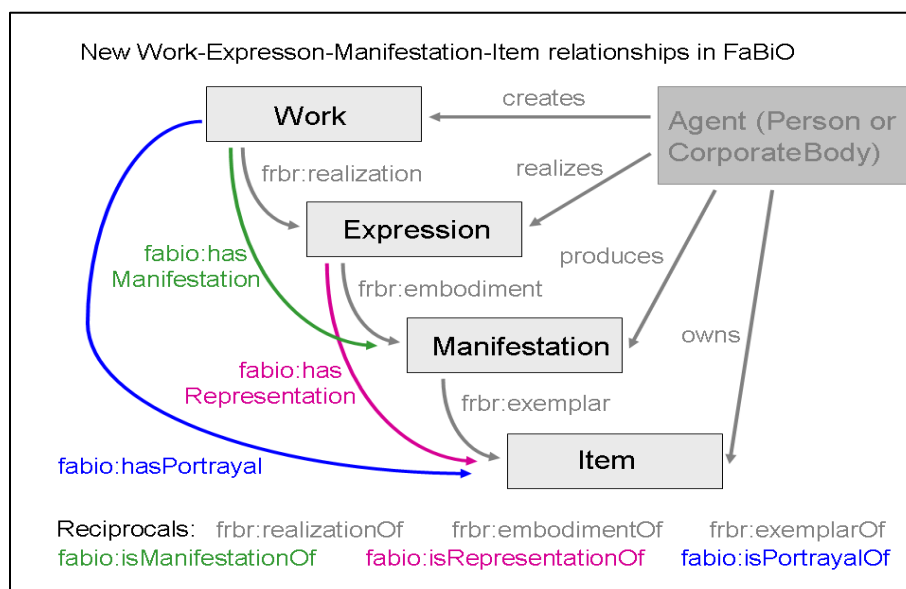 New Work-Expresson-Manifestation-Item relationships in FaBiO
creates
Work
Agent (Person or
CorporateBody)
realizes
frbr:realization
Expression
fabio:has
Manifestation
produces
frbr:embodiment
owns
Manifestation
fabio:has
Representation
frbr:exemplar
fabio:hasPortrayal
Item
Reciprocals: frbr:realizationOf frbr:embodimentOf frbr:exemplarOf
fabio:isManifestationOf fabio:isRepresentationOf fabio:isPortrayalOf